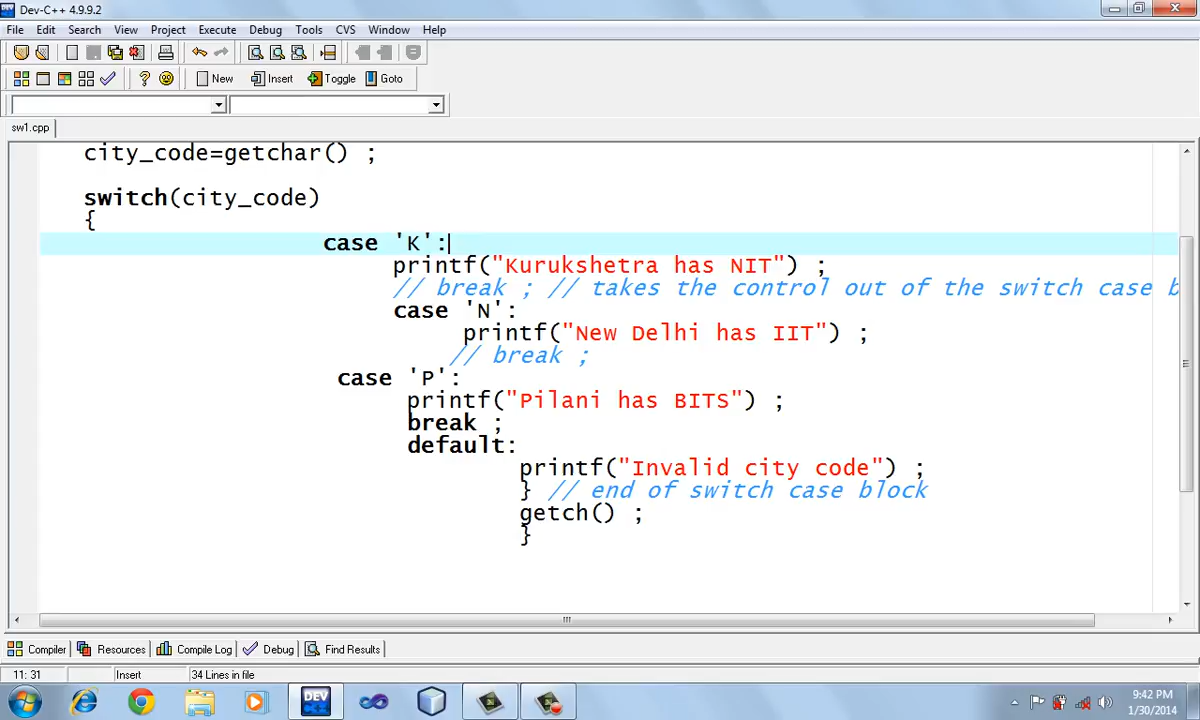 Dev-C++ 4.9.9.2
File Edit Search View Project Execute Debug Tools CVS Window Help
New Insert Toggle Goto
sw1.cpp
city_code=getchar() ;
switch(city_code)
{
case 'K':
printf("Kurukshetra has NIT") ;
// break ; // takes the control out of the switch case b
case 'N':
printf("New Delhi has IIT") ;
// break ;
case 'P':
printf("Pilani has BITS") ;
break ;
default:
printf("Invalid city code") ;
} // end of switch case block
getch() ;
}
Compiler Resources Compile Log Debug Find Results
11: 31 Insert 34 Lines in file
DEV C++
9:42 PM
1/30/2014